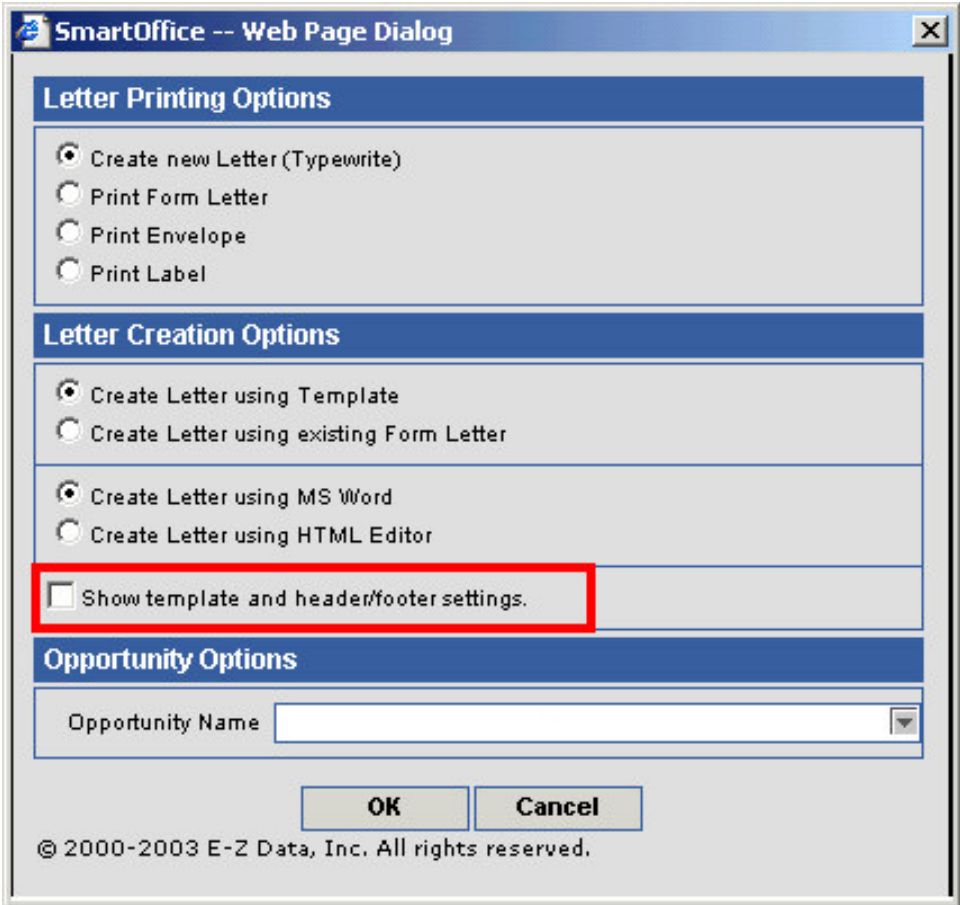 SmartOffice -- Web Page Dialog
Letter Printing Options
Create new Letter (Typewrite)
Print Form Letter
Print Envelope
Print Label
Letter Creation Options
Create Letter using Template
Create Letter using existing Form Letter
Create Letter using MS Word
Create Letter using HTML Editor
Show template and header/footer settings.
Opportunity Options
Opportunity Name
OK Cancel
© 2000-2003 E-Z Data, Inc. All rights reserved.